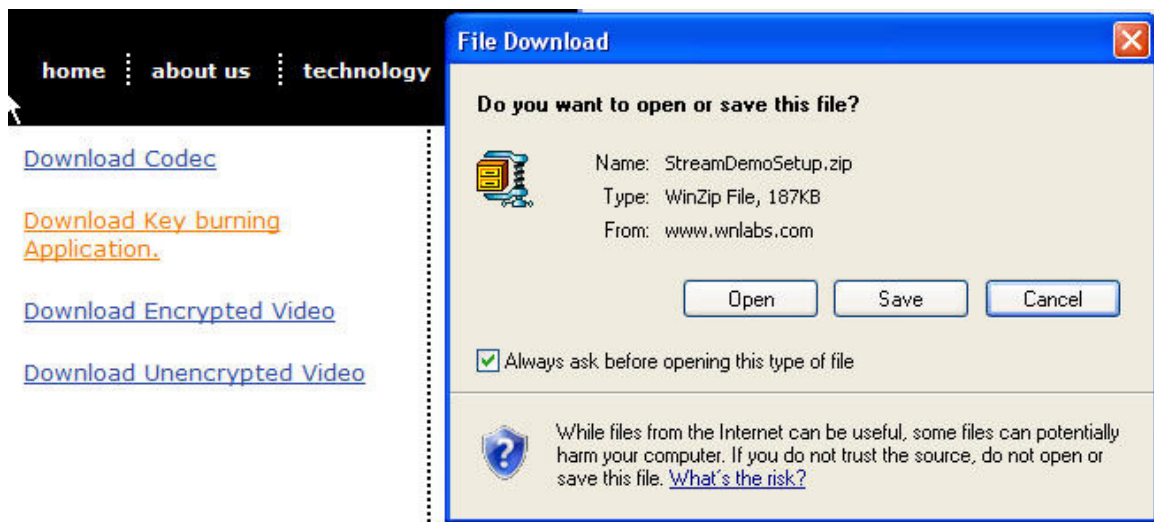 home about us technology
Download Codec
Download Key burning
Application.
Download Encrypted Video
Download Unencrypted Video
File Download
Do you want to open or save this file?
Name: StreamDemoSetup.zip
Type: WinZip File, 187KB
From: www.wnlabs.com
Open Save Cancel
Always ask before opening this type of file
While files from the Internet can be useful, some files can potentially
harm your computer. If you do not trust the source, do not open or
save this file. What's the risk?